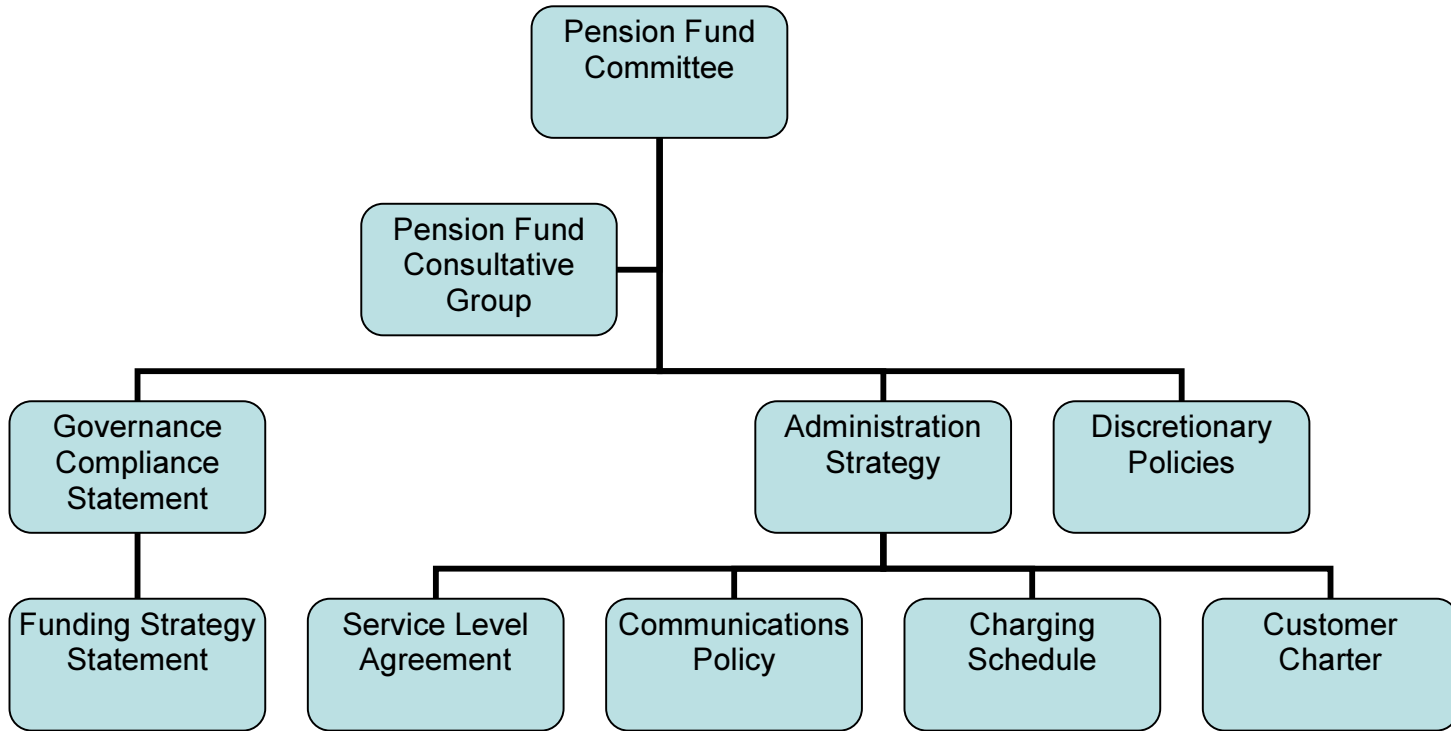 Pension Fund
Committee
Pension Fund
Consultative
Group
Governance
Compliance
Statement
Administration
Strategy
Discretionary
Policies
Funding Strategy
Statement
Service Level
Agreement
Communications
Policy
Charging
Schedule
Customer
Charter